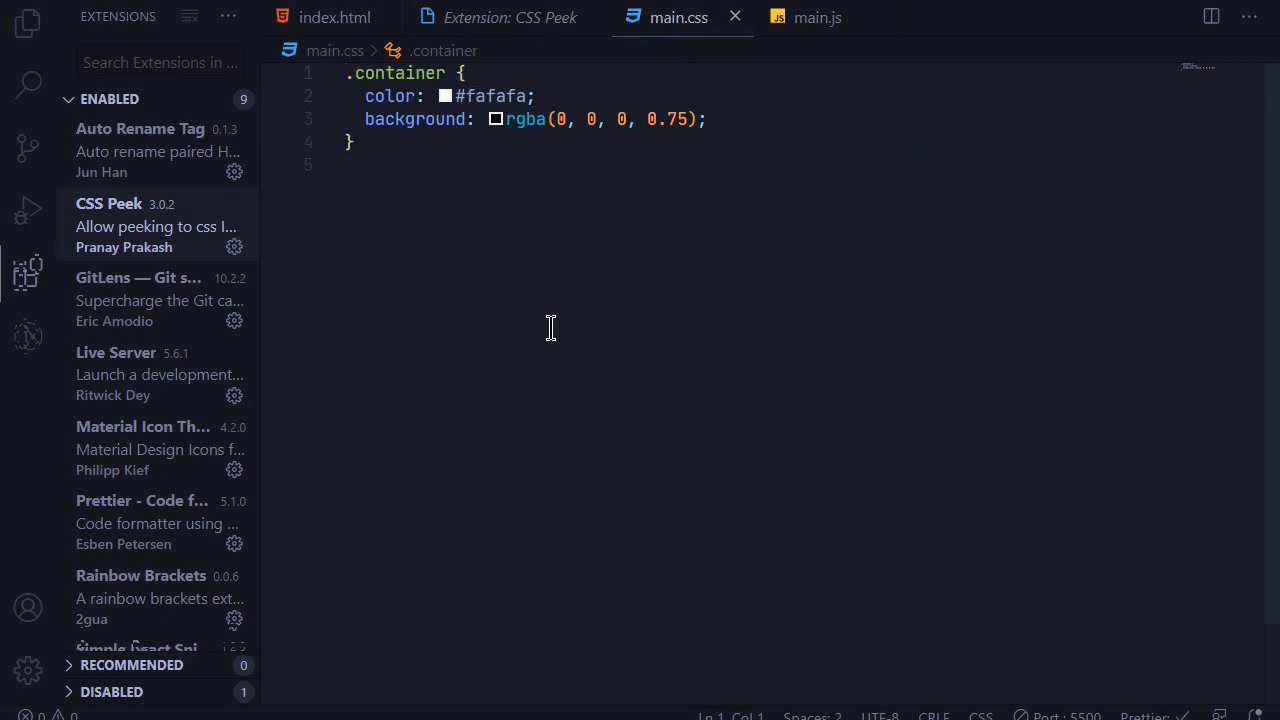 EXTENSIONS
Search Extensions in ...
ENABLED 9
Auto Rename Tag 0.1.3
Auto rename paired H...
Jun Han
CSS Peek 3.0.2
Allow peeking to css I...
Pranay Prakash
GitLens — Git s... 10.2.2
Supercharge the Git ca...
Eric Amodio
Live Server 5.6.1
Launch a development...
Ritwick Dey
Material Icon Th... 4.2.0
Material Design Icons f...
Philipp Kief
Prettier - Code f... 5.1.0
Code formatter using ...
Esben Petersen
Rainbow Brackets 0.0.6
A rainbow brackets ext...
2gua
RECOMMENDED 0
DISABLED 1
index.html Extension: CSS Peek main.css JS main.js
main.css > .container
1 .container {
2 color: #fafafa;
3 background: rgba(0, 0, 0, 0.75);
4 }
5
0 0 Ln 1, Col 1 Spaces: 2 UTF-8 CRLF CSS Port : 5500 Prettier: